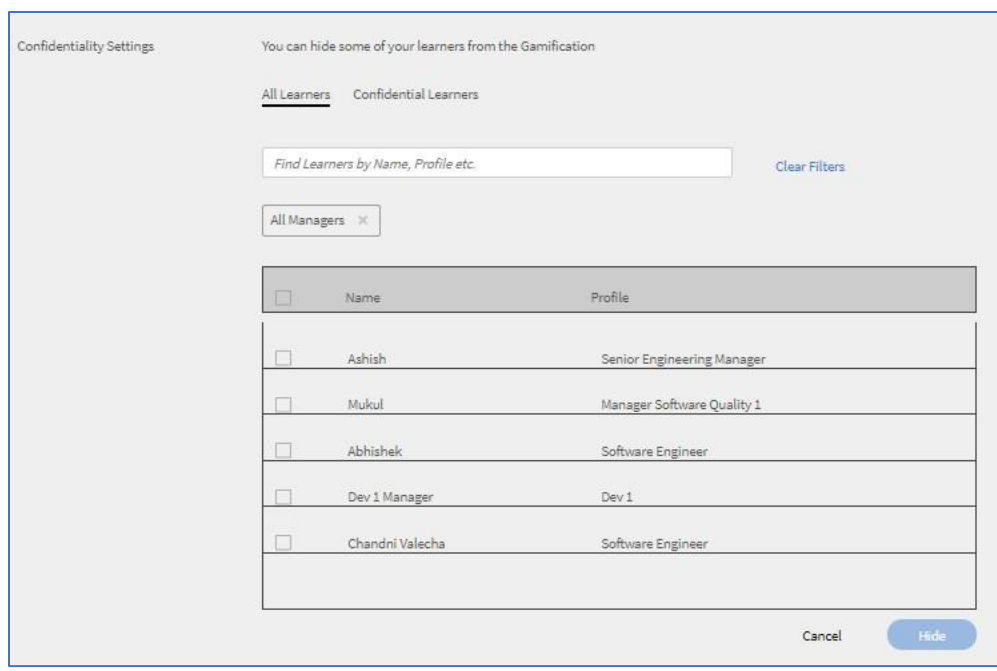 Confidentiality Settings
You can hide some of your learners from the Gamification
All Learners Confidential Learners
Find Learners by Name, Profile etc.
Clear Filters
All Managers ×
Name Profile
Ashish Senior Engineering Manager
Mukul Manager Software Quality 1
Abhishek Software Engineer
Dev 1 Manager Dev 1
Chandni Valecha Software Engineer
Cancel Hide